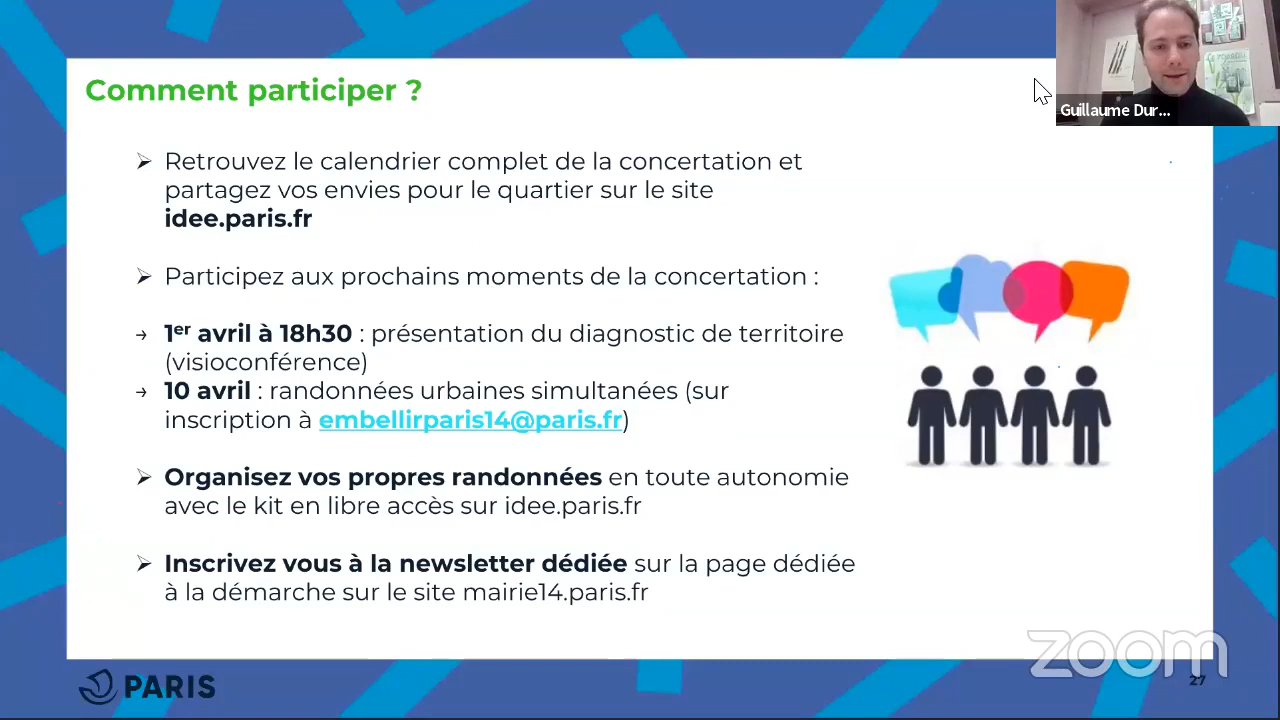 Comment participer ?
Guillaume Dur...
➢ Retrouvez le calendrier complet de la concertation et
partagez vos envies pour le quartier sur le site
idee.paris.fr
➢ Participez aux prochains moments de la concertation :
→ 1er avril à 18h30 : présentation du diagnostic de territoire
(visioconférence)
→ 10 avril : randonnées urbaines simultanées (sur
inscription à embellirparis14@paris.fr)
➢ Organisez vos propres randonnées en toute autonomie
avec le kit en libre accès sur idee.paris.fr
➢ Inscrivez vous à la newsletter dédiée sur la page dédiée
à la démarche sur le site mairie14.paris.fr
zoom
27
PARIS